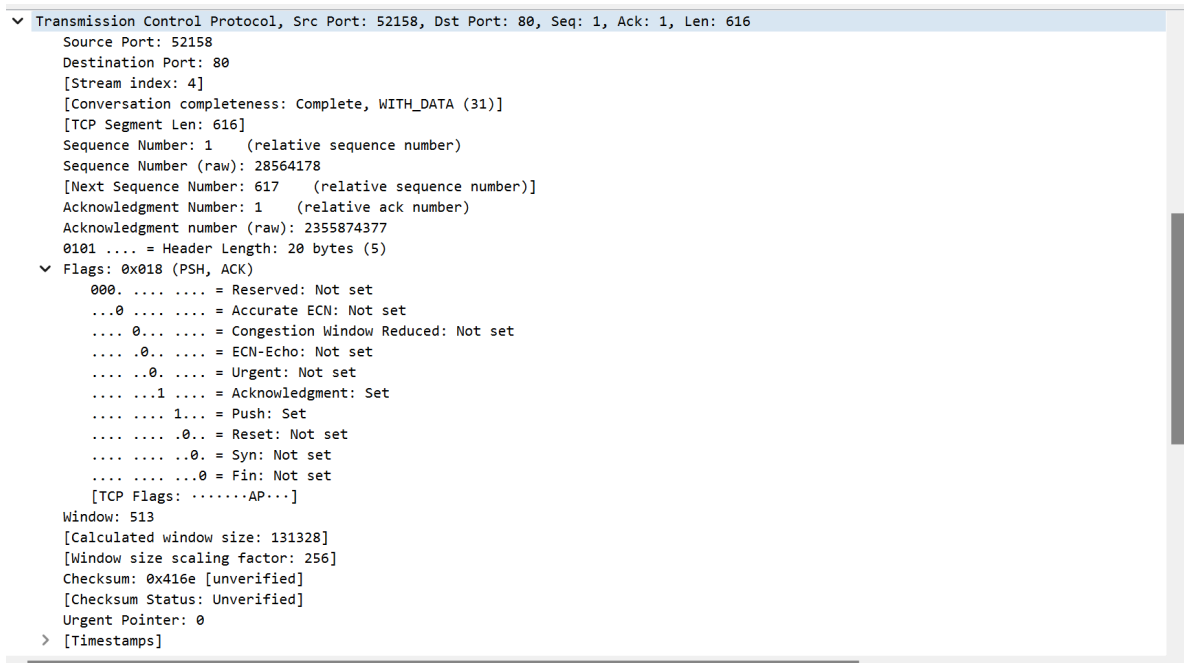 Transmission Control Protocol, Src Port: 52158, Dst Port: 80, Seq: 1, Ack: 1, Len: 616
Source Port: 52158
Destination Port: 80
[Stream index: 4]
[Conversation completeness: Complete, WITH_DATA (31)]
[TCP Segment Len: 616]
Sequence Number: 1    (relative sequence number)
Sequence Number (raw): 28564178
[Next Sequence Number: 617    (relative sequence number)]
Acknowledgment Number: 1    (relative ack number)
Acknowledgment number (raw): 2355874377
0101 .... = Header Length: 20 bytes (5)
Flags: 0x018 (PSH, ACK)
000. .... .... = Reserved: Not set
...0 .... .... = Accurate ECN: Not set
.... 0... .... = Congestion Window Reduced: Not set
.... .0.. .... = ECN-Echo: Not set
.... ..0. .... = Urgent: Not set
.... ...1 .... = Acknowledgment: Set
.... .... 1... = Push: Set
.... .... .0.. = Reset: Not set
.... .... ..0. = Syn: Not set
.... .... ...0 = Fin: Not set
[TCP Flags: ·······AP···]
Window: 513
[Calculated window size: 131328]
[Window size scaling factor: 256]
Checksum: 0x416e [unverified]
[Checksum Status: Unverified]
Urgent Pointer: 0
[Timestamps]